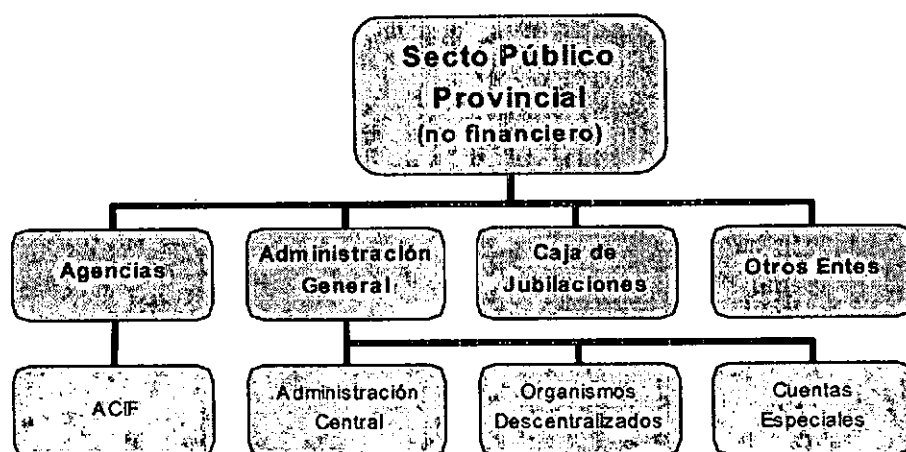 Secto Público
Provincial
(no financiero)
Agencias
Administración
General
Caja de
Jubilaciones
Otros Entes
ACIF
Administración
Central
Organismos
Descentralizados
Cuentas
Especiales